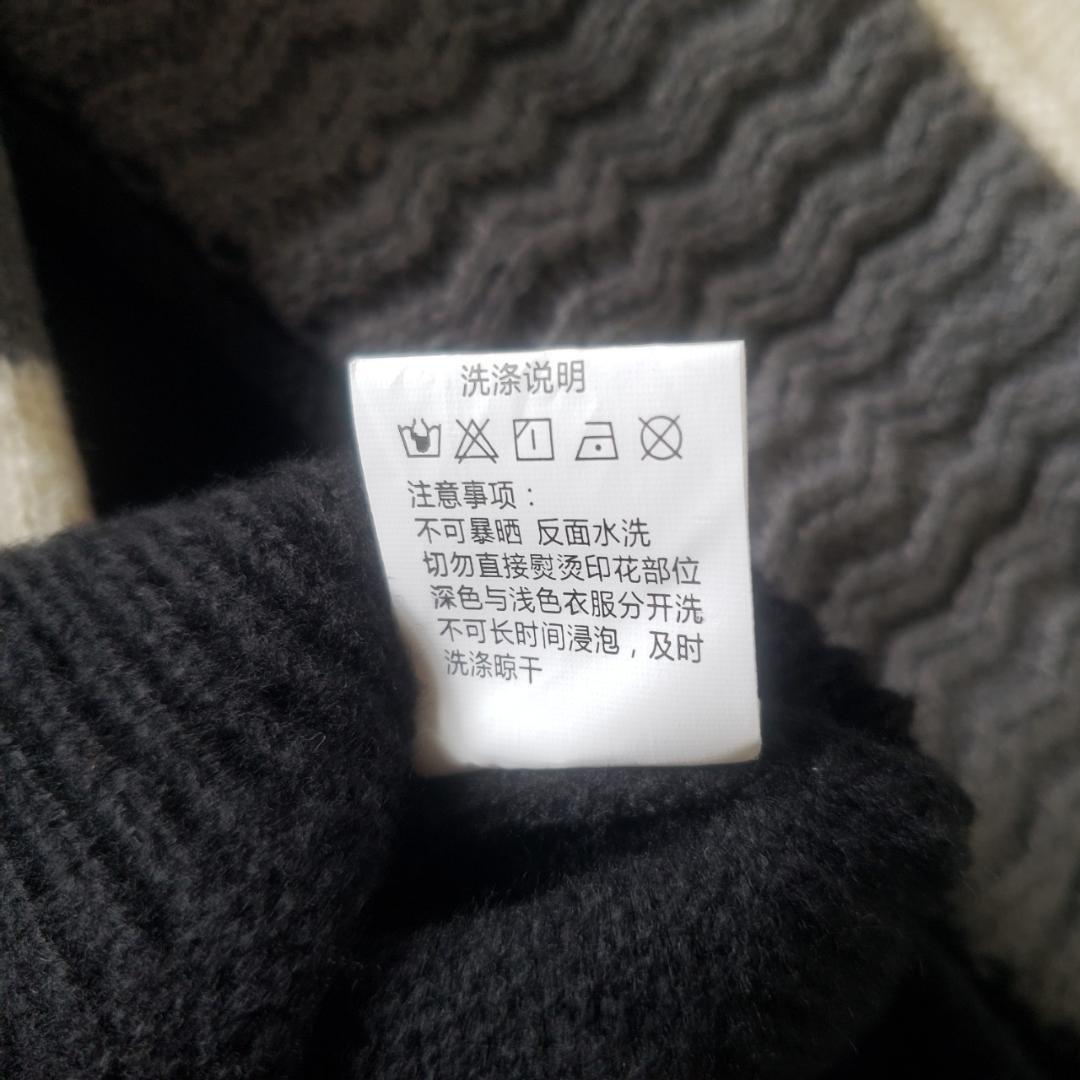 洗涤说明
注意事项：
不可暴晒 反面水洗
切勿直接熨烫印花部位
深色与浅色衣服分开洗
不可长时间浸泡，及时
洗涤晾干